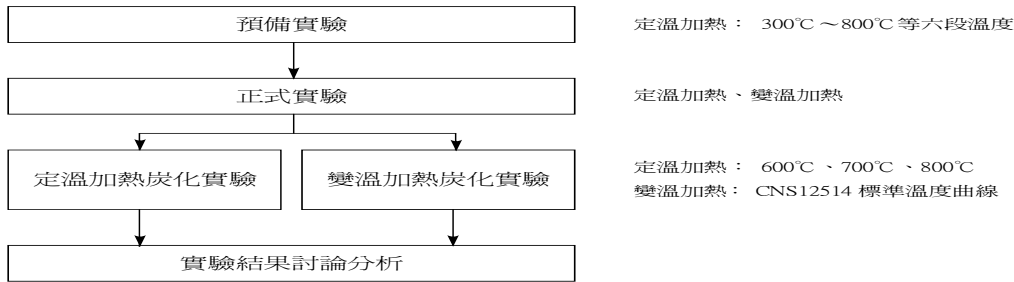 預備實驗
定溫加熱： 300℃～800℃等六段溫度
正式實驗
定溫加熱、變溫加熱
定溫加熱炭化實驗
變溫加熱炭化實驗
定溫加熱： 600℃、700℃、800℃
變溫加熱： CNS12514 標準溫度曲線
實驗結果討論分析